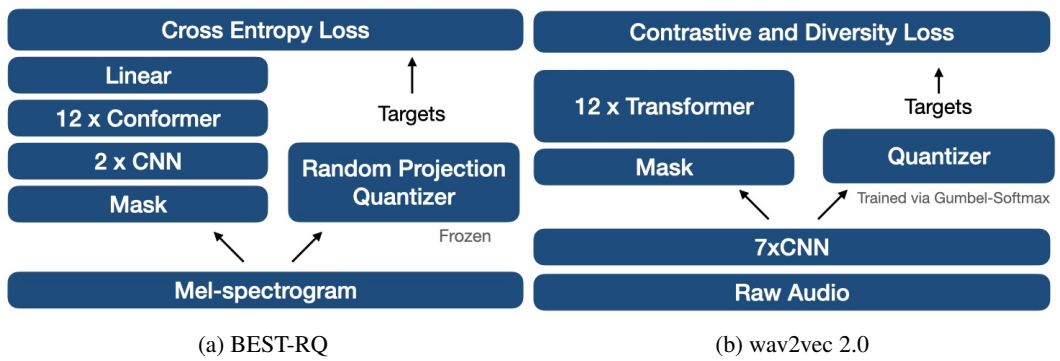 Cross Entropy Loss
Linear
12 x Conformer
2 x CNN
Mask
Targets
Random Projection
Quantizer
Frozen
Mel-spectrogram
(a) BEST-RQ
Contrastive and Diversity Loss
12 x Transformer
Mask
Targets
Quantizer
Trained via Gumbel-Softmax
7xCNN
Raw Audio
(b) wav2vec 2.0